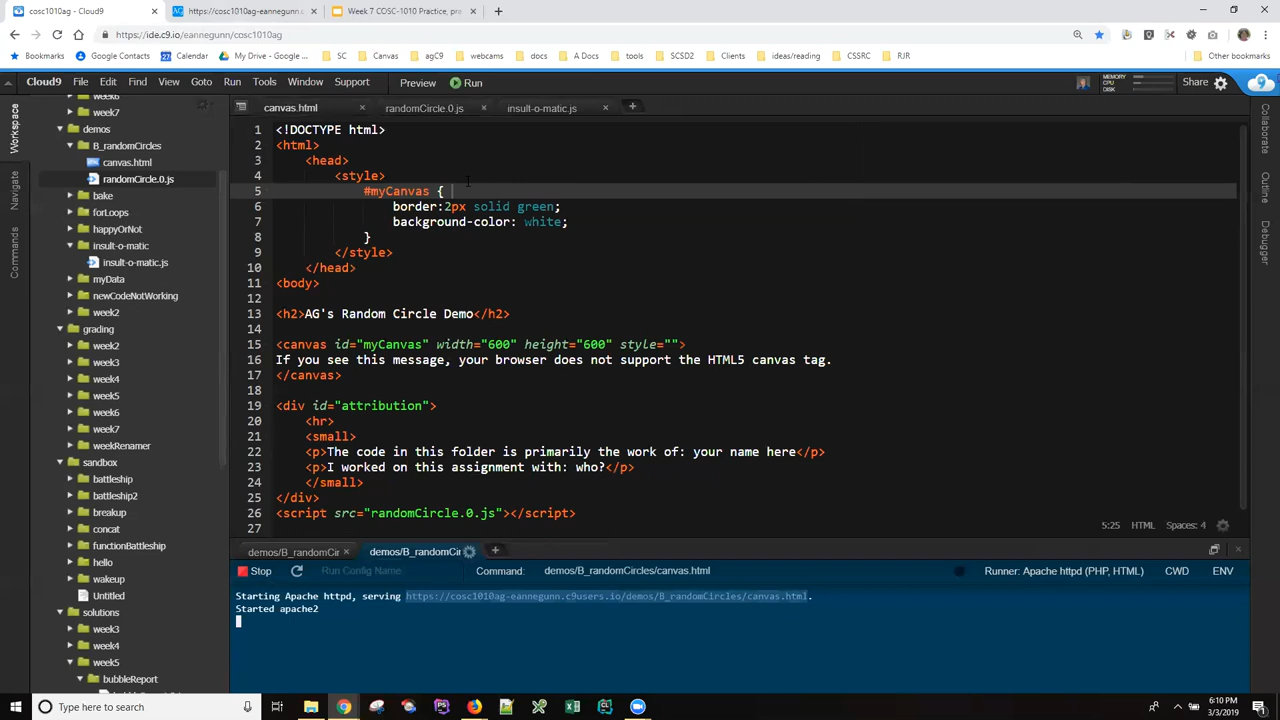 cosc1010ag - Cloud9
https://cosc1010ag-eannegunn.c
Week 7 COSC-1010 Practice, pre
https://ide.c9.io/eannegunn/cosc1010ag
Bookmarks Google Contacts Calendar My Drive - Google SC Canvas webcams docs A Docs tools SCSD2 Clients ideas/reading CSSRC RJR Other bookmarks
Cloud9 File Edit Find View Goto Run Tools Window Support Preview Run MEMORY CPU DISK Share
canvas.html randomCircle.0.js insult-o-matic.js
Workspace
Navigate
Commands
week6
week7
demos
B_randomCircles
canvas.html
randomCircle.0.js
bake
forLoops
happyOrNot
insult-o-matic
insult-o-matic.js
myData
newCodeNotWorking
week2
grading
week2
week3
week4
week5
week6
week7
weekRenamer
sandbox
battleship
battleship2
breakup
concat
functionBattleship
hello
wakeup
Untitled
solutions
week3
week4
week5
bubbleReport
1 <!DOCTYPE html>
2 <html>
3 <head>
4 <style>
5 #myCanvas {
6 border:2px solid green;
7 background-color: white;
8 }
9 </style>
10 </head>
11 <body>
12
13 <h2>AG's Random Circle Demo</h2>
14
15 <canvas id="myCanvas" width="600" height="600" style="">
16 If you see this message, your browser does not support the HTML5 canvas tag.
17 </canvas>
18
19 <div id="attribution">
20 <hr>
21 <small>
22 <p>The code in this folder is primarily the work of: your name here</p>
23 <p>I worked on this assignment with: who?</p>
24 </small>
25 </div>
26 <script src="randomCircle.0.js"></script>
27
5:25 HTML Spaces: 4
Collaborate
Outline
Debugger
demos/B_randomCir demos/B_randomCir
Stop Run Config Name Command: demos/B_randomCircles/canvas.html Runner: Apache httpd (PHP, HTML) CWD ENV
Starting Apache httpd, serving https://cosc1010ag-eannegunn.c9users.io/demos/B_randomCircles/canvas.html.
Started apache2
Type here to search
6:10 PM
3/3/2019